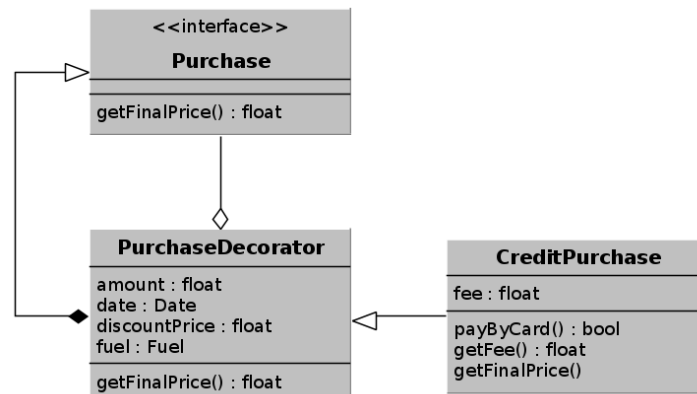 <<interface>>
Purchase
getFinalPrice() : float
PurchaseDecorator
amount : float
date : Date
discountPrice : float
fuel : Fuel
getFinalPrice() : float
CreditPurchase
fee : float
payByCard() : bool
getFee() : float
getFinalPrice()